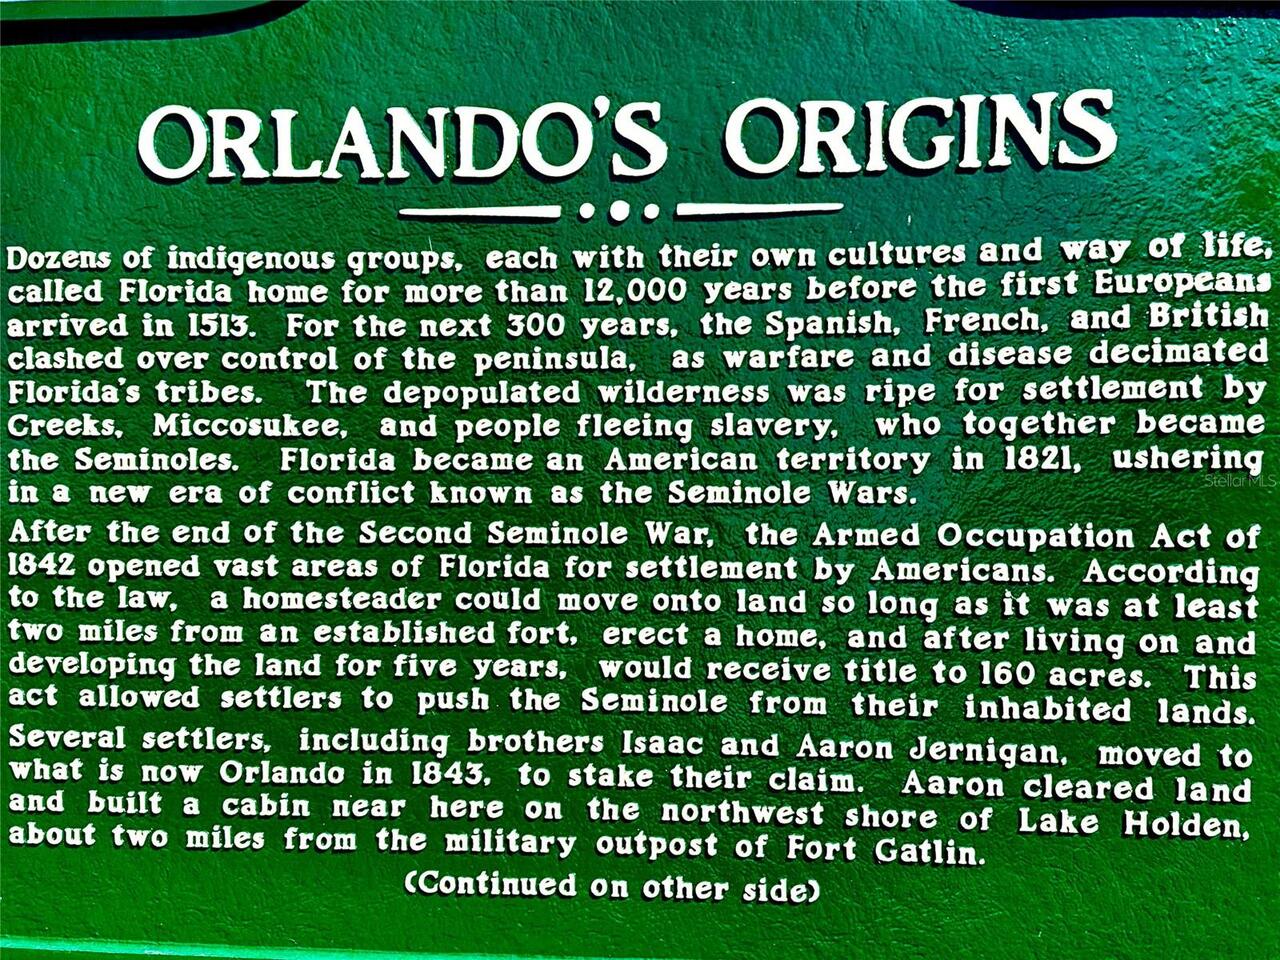 ORLANDO'S ORIGINS
Dozens of indigenous groups, each with their own cultures and way of life,
called Florida home for more than 12,000 years before the first Europeans
arrived in 1513. For the next 300 years, the Spanish, French, and British
clashed over control of the peninsula, as warfare and disease decimated
Florida's tribes. The depopulated wilderness was ripe for settlement by
Creeks, Miccosukee, and people fleeing slavery, who together became
the Seminoles. Florida became an American territory in 1821, ushering
in a new era of conflict known as the Seminole Wars.
StellarMLS
After the end of the Second Seminole War, the Armed Occupation Act of
1842 opened vast areas of Florida for settlement by Americans. According
to the law, a homesteader could move onto land so long as it was at least
two miles from an established fort, erect a home, and after living on and
developing the land for five years, would receive title to 160 acres. This
act allowed settlers to push the Seminole from their inhabited lands.
Several settlers, including brothers Isaac and Aaron Jernigan, moved to
what is now Orlando in 1843, to stake their claim. Aaron cleared land
and built a cabin near here on the northwest shore of Lake Holden,
about two miles from the military outpost of Fort Gatlin.
(Continued on other side)